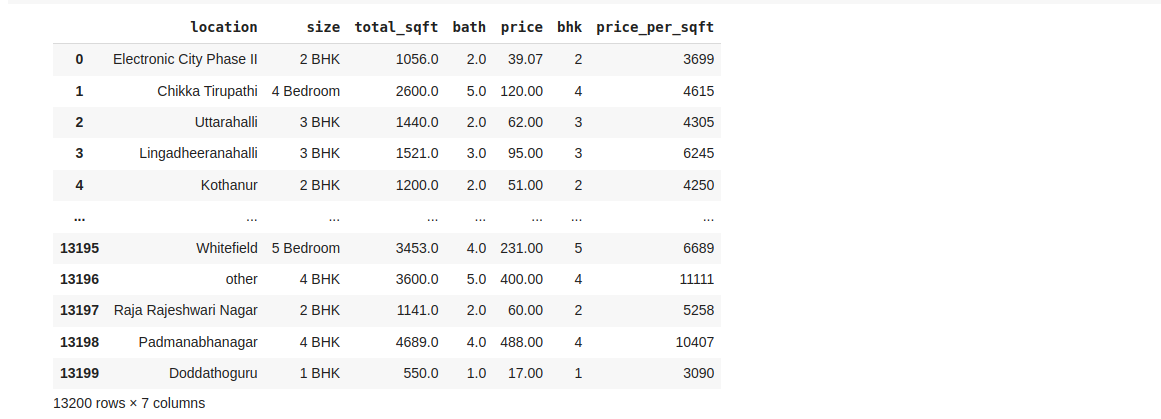 location size total_sqft bath price bhk price_per_sqft
0 Electronic City Phase II 2 BHK 1056.0 2.0 39.07 2 3699
1 Chikka Tirupathi 4 Bedroom 2600.0 5.0 120.00 4 4615
2 Uttarahalli 3 BHK 1440.0 2.0 62.00 3 4305
3 Lingadheeranahalli 3 BHK 1521.0 3.0 95.00 3 6245
4 Kothanur 2 BHK 1200.0 2.0 51.00 2 4250
... ... ... ... ... ... ... ...
13195 Whitefield 5 Bedroom 3453.0 4.0 231.00 5 6689
13196 other 4 BHK 3600.0 5.0 400.00 4 11111
13197 Raja Rajeshwari Nagar 2 BHK 1141.0 2.0 60.00 2 5258
13198 Padmanabhanagar 4 BHK 4689.0 4.0 488.00 4 10407
13199 Doddathoguru 1 BHK 550.0 1.0 17.00 1 3090
13200 rows × 7 columns